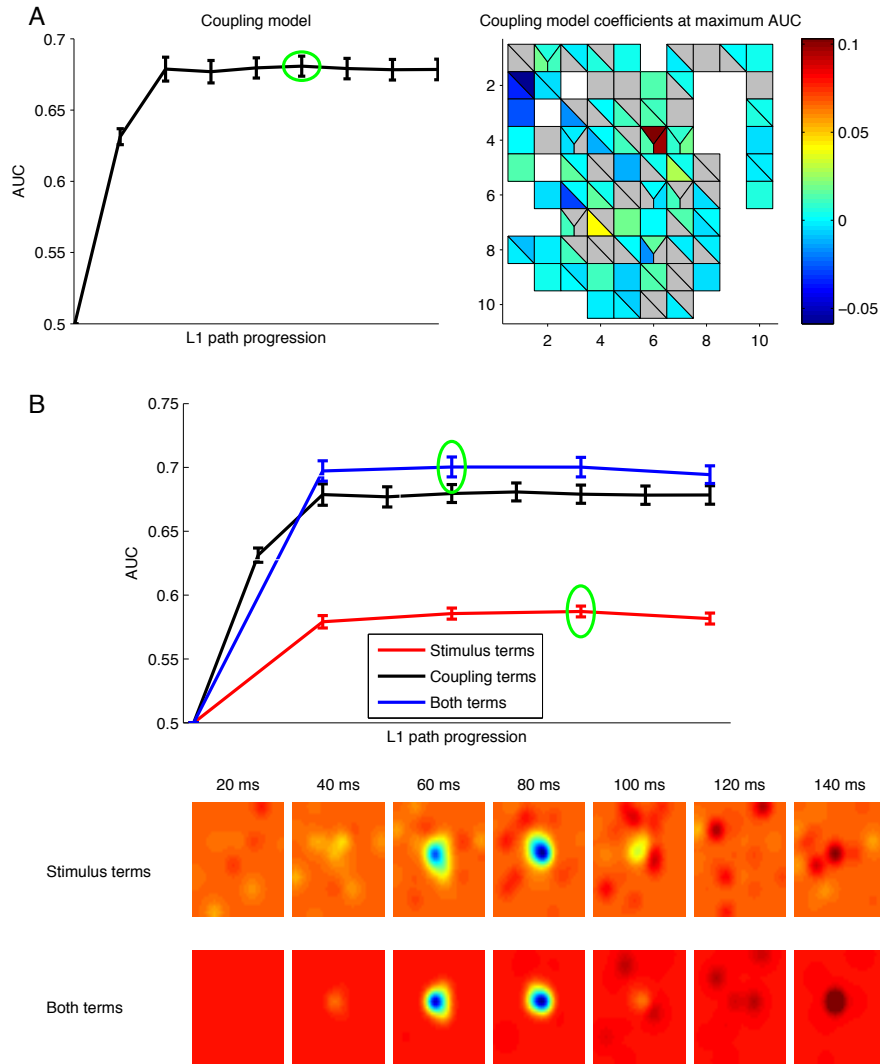 A
Coupling model
Coupling model coefficients at maximum AUC
0.7
0.65
0.6
0.55
0.5
AUC
L1 path progression
2
4
6
8
10
2
4
6
8
10
0.1
0.05
0
−0.05
B
0.75
0.7
0.65
0.6
0.55
0.5
AUC
Stimulus terms
Coupling terms
Both terms
L1 path progression
20 ms
40 ms
60 ms
80 ms
100 ms
120 ms
140 ms
Stimulus terms
Both terms